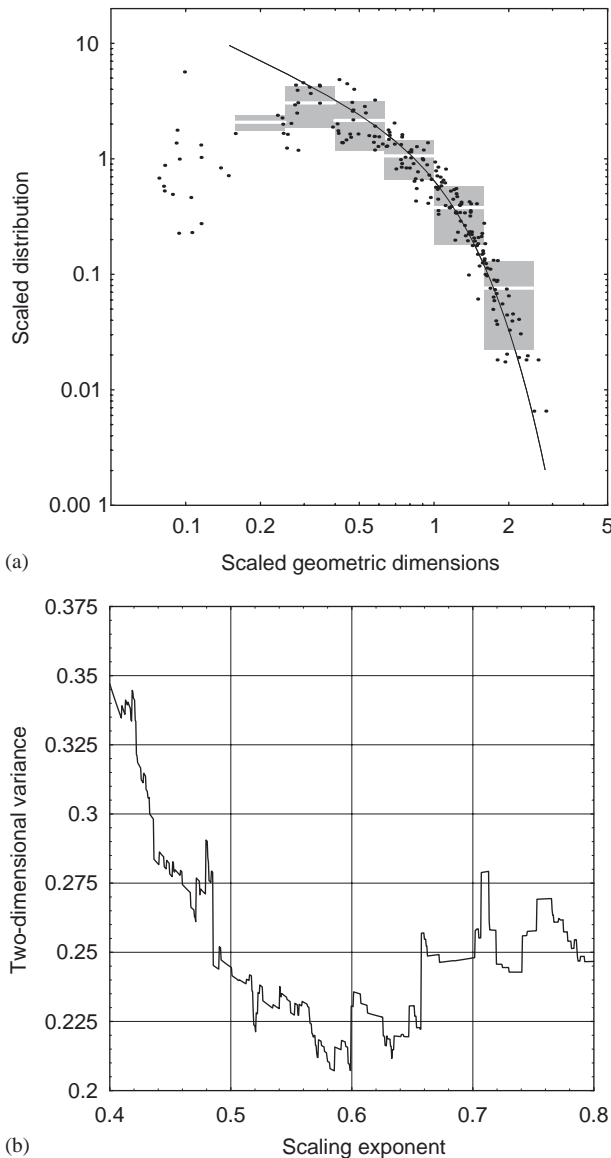 10
1
0.1
0.01
0.00 1
Scaled distribution
0.1 0.2 0.5 1 2 5
Scaled geometric dimensions
(a)
0.375
0.35
0.325
0.3
0.275
0.25
0.225
0.2
Two-dimensional variance
0.4 0.5 0.6 0.7 0.8
Scaling exponent
(b)